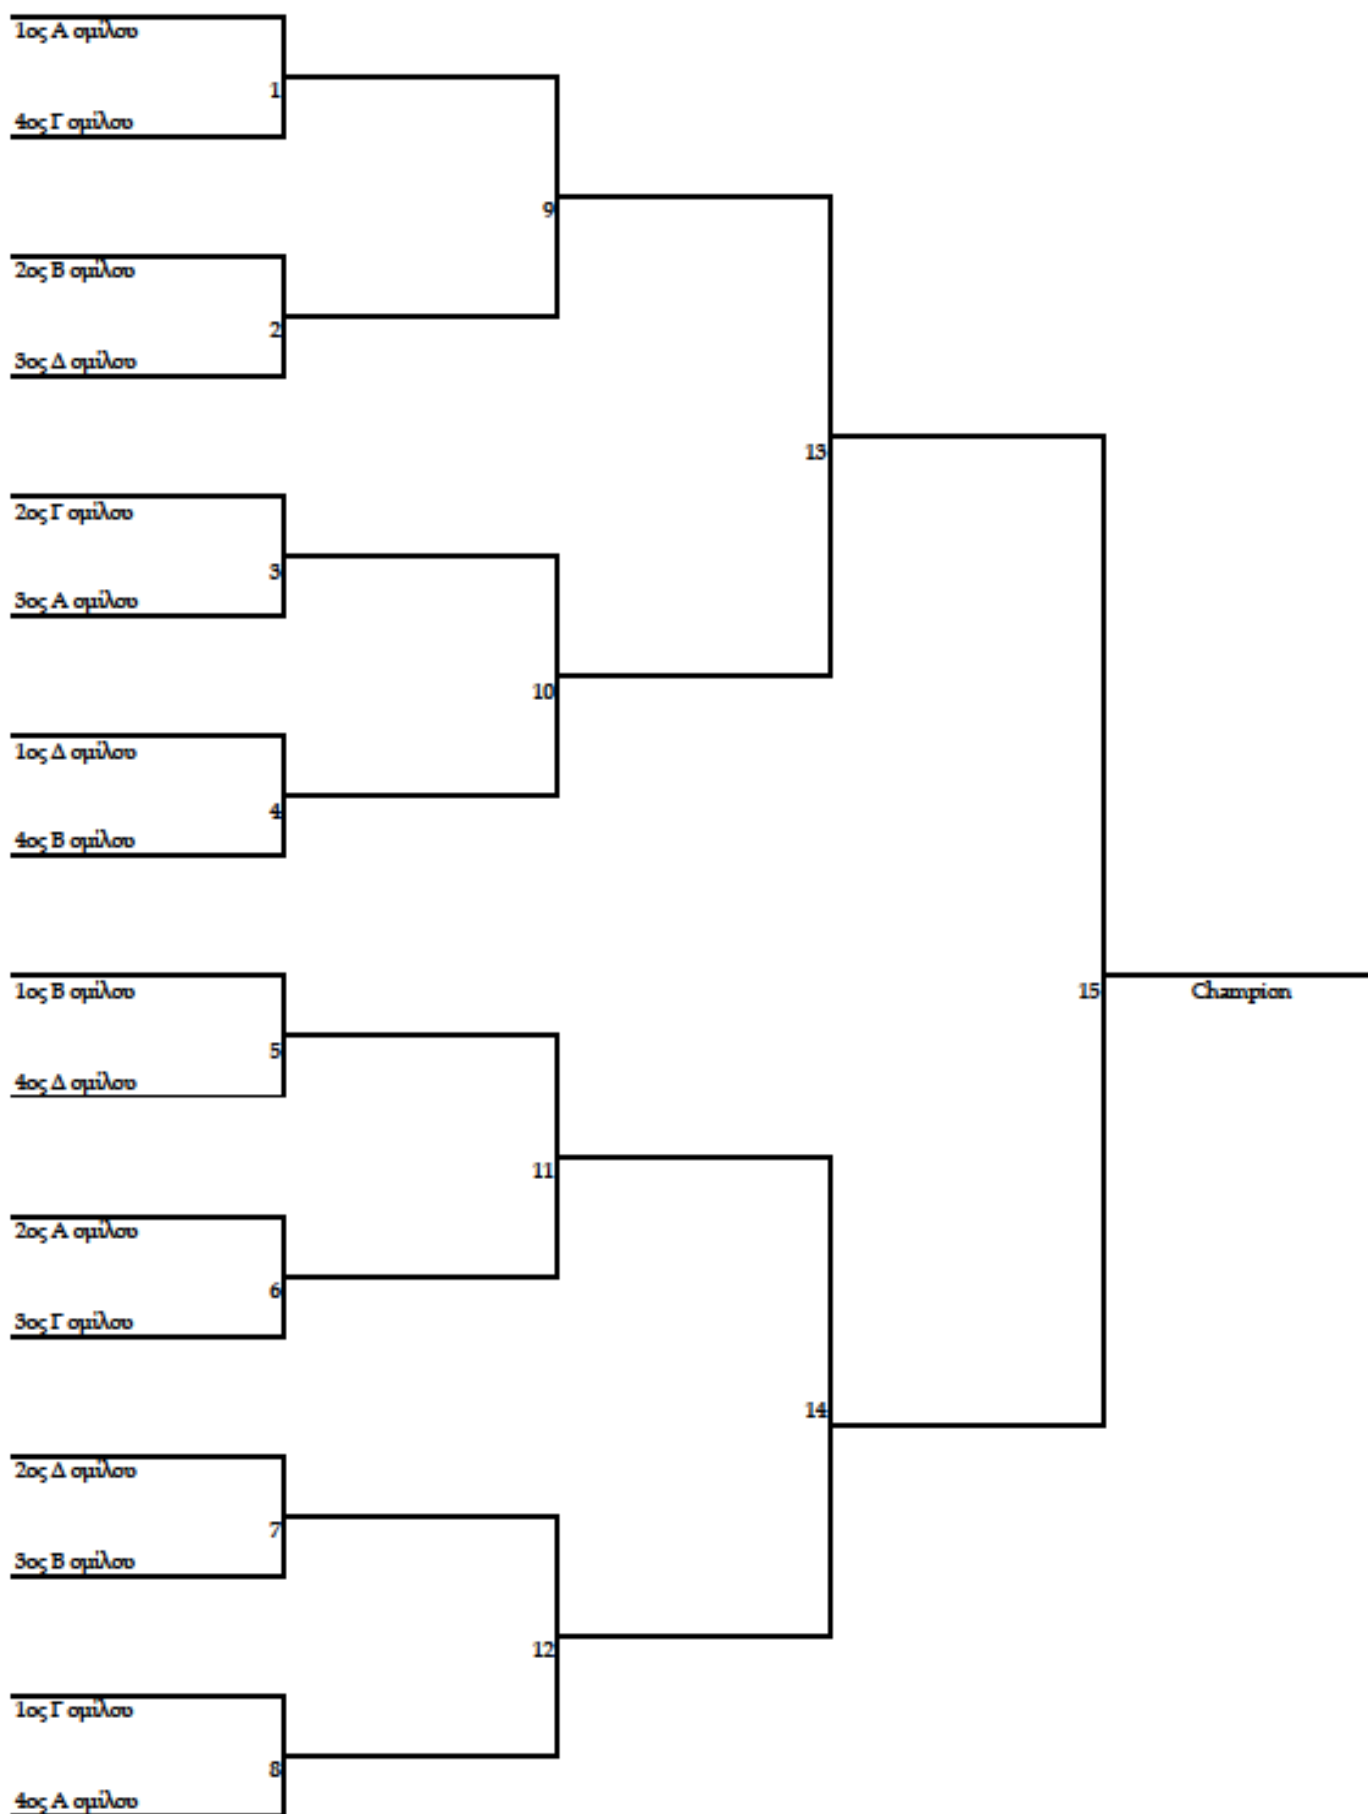 1ος Α ομίλου
1
4ος Γ ομίλου
9
2ος Β ομίλου
2
3ος Δ ομίλου
13
2ος Γ ομίλου
3
3ος Α ομίλου
10
1ος Δ ομίλου
4
4ος Β ομίλου
1ος Β ομίλου
15 Champion
5
4ος Δ ομίλου
11
2ος Α ομίλου
6
3ος Γ ομίλου
14
2ος Δ ομίλου
7
3ος Β ομίλου
12
1ος Γ ομίλου
8
4ος Α ομίλου